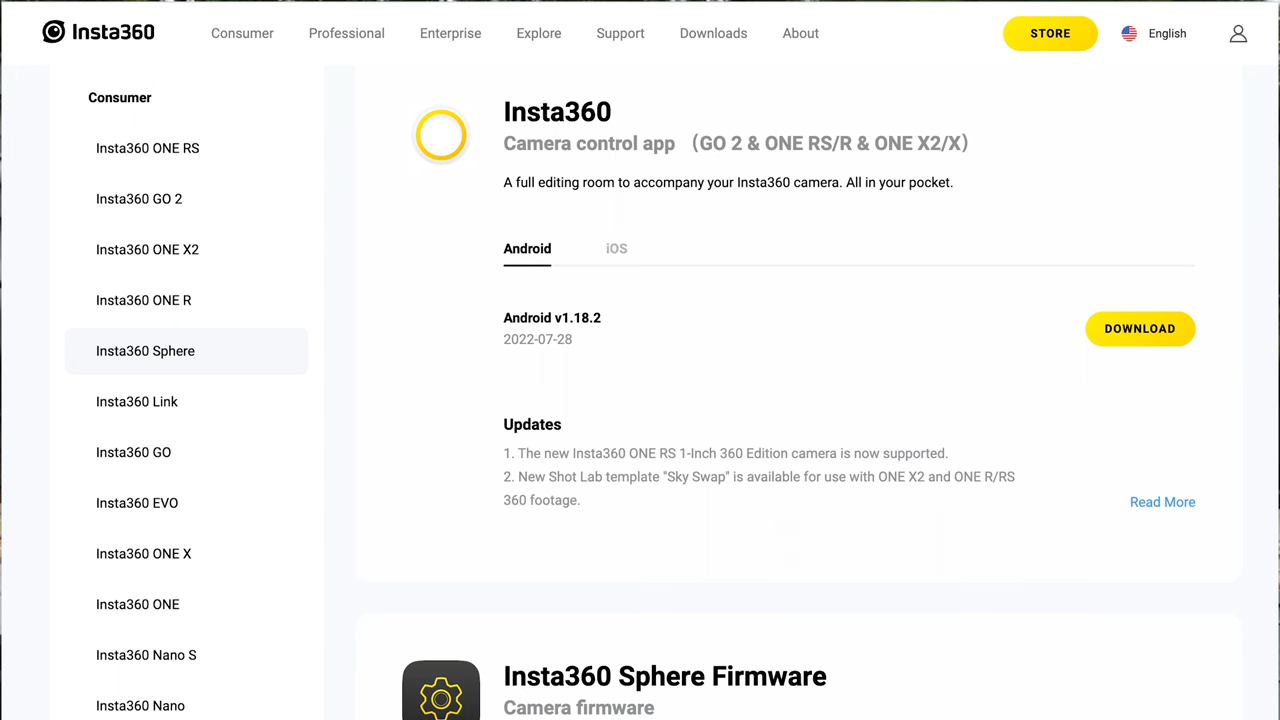 Insta360
Consumer
Professional
Enterprise
Explore
Support
Downloads
About
STORE
English
Consumer
Insta360 ONE RS
Insta360 GO 2
Insta360 ONE X2
Insta360 ONE R
Insta360 Sphere
Insta360 Link
Insta360 GO
Insta360 EVO
Insta360 ONE X
Insta360 ONE
Insta360 Nano S
Insta360 Nano
Insta360
Camera control app （GO 2 & ONE RS/R & ONE X2/X）
A full editing room to accompany your Insta360 camera. All in your pocket.
Android
iOS
Android v1.18.2
2022-07-28
DOWNLOAD
Updates
1. The new Insta360 ONE RS 1-Inch 360 Edition camera is now supported.
2. New Shot Lab template "Sky Swap" is available for use with ONE X2 and ONE R/RS
360 footage.
Read More
Insta360 Sphere Firmware
Camera firmware